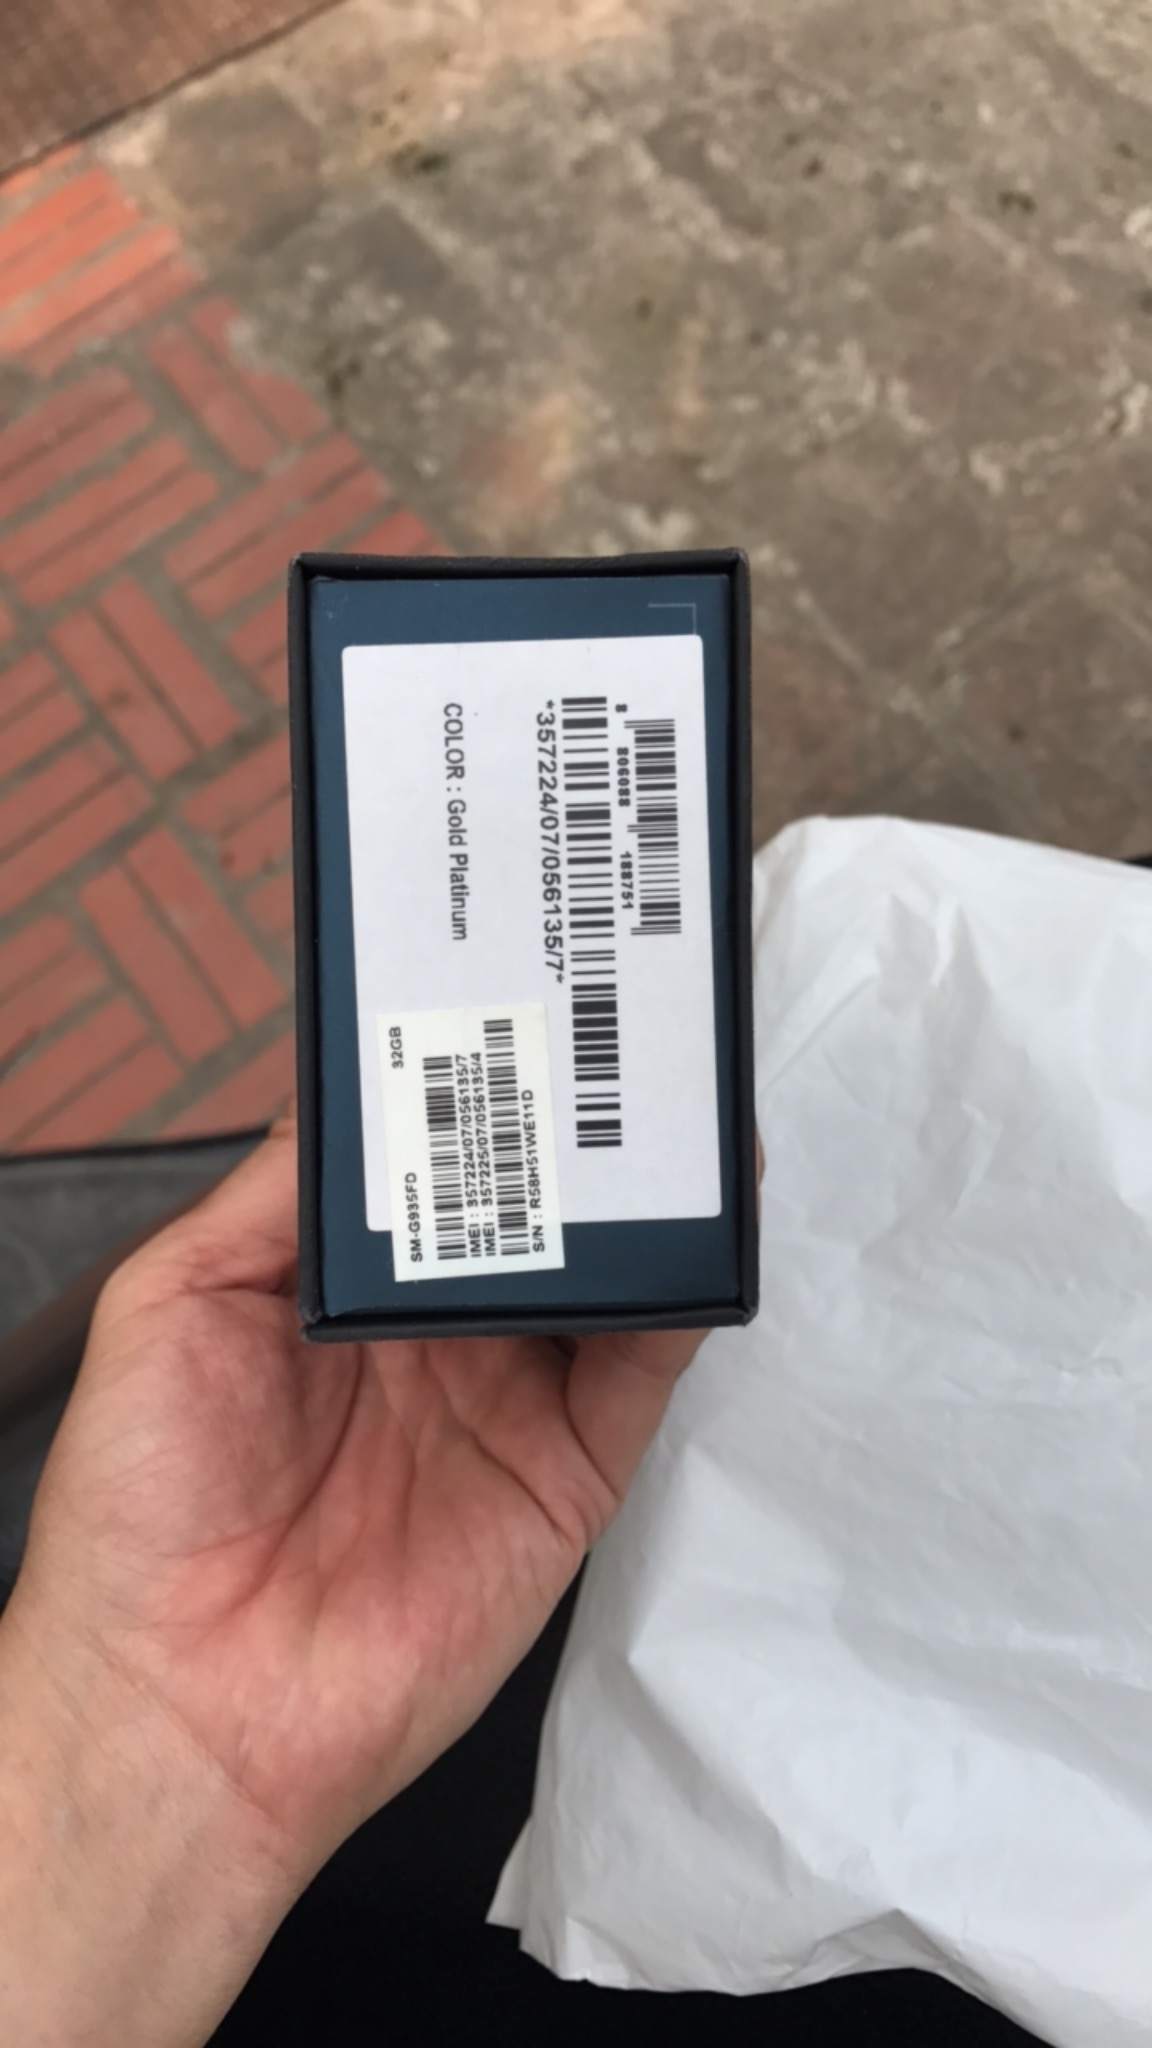 8 806088 188751
*357224/07/056135/7*
COLOR : Gold Platinum
32GB
SM-G935FD
IMEI : 357224/07/056135/7
IMEI : 357225/07/056135/4
S/N : R58H51WE11D